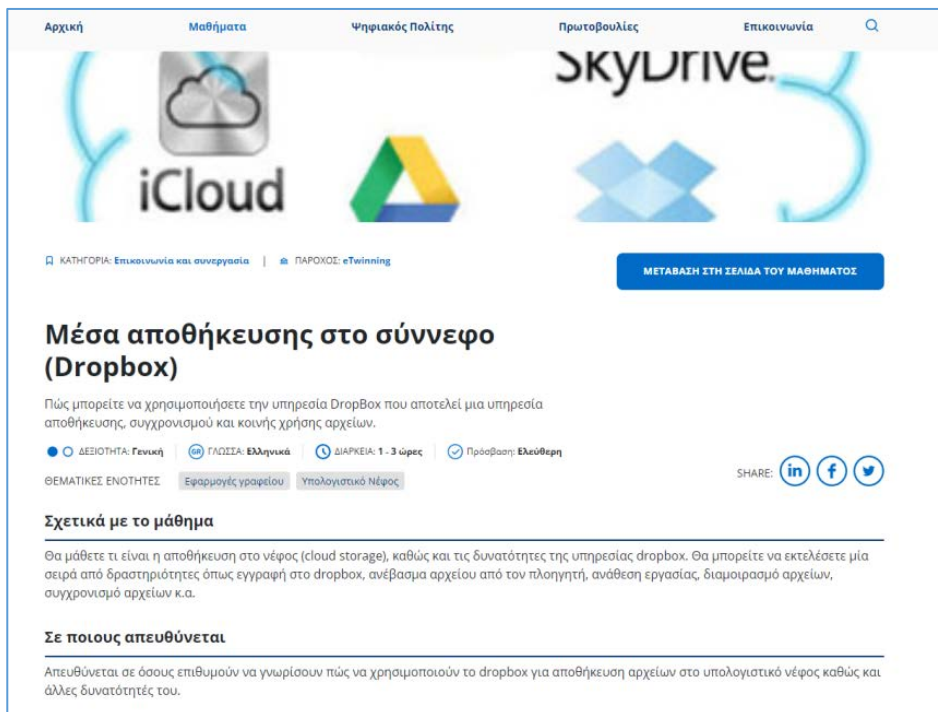 Αρχική Μαθήματα Ψηφιακός Πολίτης Πρωτοβουλίες Επικοινωνία
SkyDrive.
iCloud
ΚΑΤΗΓΟΡΙΑ: Επικοινωνία και συνεργασία | ΠΑΡΟΧΟΣ: eTwinning
ΜΕΤΑΒΑΣΗ ΣΤΗ ΣΕΛΙΔΑ ΤΟΥ ΜΑΘΗΜΑΤΟΣ
Μέσα αποθήκευσης στο σύννεφο
(Dropbox)
Πώς μπορείτε να χρησιμοποιήσετε την υπηρεσία DropBox που αποτελεί μια υπηρεσία
αποθήκευσης, συγχρονισμού και κοινής χρήσης αρχείων.
ΔΕΞΙΟΤΗΤΑ: Γενική GR ΓΛΩΣΣΑ: Ελληνικά ΔΙΑΡΚΕΙΑ: 1 - 3 ώρες Πρόσβαση: Ελεύθερη
ΘΕΜΑΤΙΚΕΣ ΕΝΟΤΗΤΕΣ Εφαρμογές γραφείου Υπολογιστικό Νέφος
SHARE: in f
Σχετικά με το μάθημα
Θα μάθετε τι είναι η αποθήκευση στο νέφος (cloud storage), καθώς και τις δυνατότητες της υπηρεσίας dropbox. Θα μπορείτε να εκτελέσετε μία
σειρά από δραστηριότητες όπως εγγραφή στο dropbox, ανέβασμα αρχείου από τον πλοηγητή, ανάθεση εργασίας, διαμοιρασμό αρχείων,
συγχρονισμό αρχείων κ.α.
Σε ποιους απευθύνεται
Απευθύνεται σε όσους επιθυμούν να γνωρίσουν πώς να χρησιμοποιούν το dropbox για αποθήκευση αρχείων στο υπολογιστικό νέφος καθώς και
άλλες δυνατότητές του.